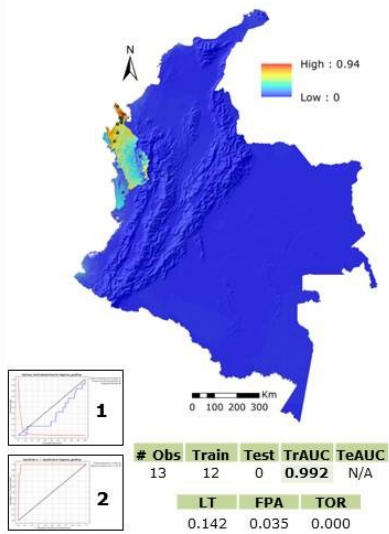 N
High : 0.94
Low : 0
Km
0 100 200 300
1
2
# Obs Train Test TrAUC TeAUC
13 12 0 0.992 N/A
LT FPA TOR
0.142 0.035 0.000